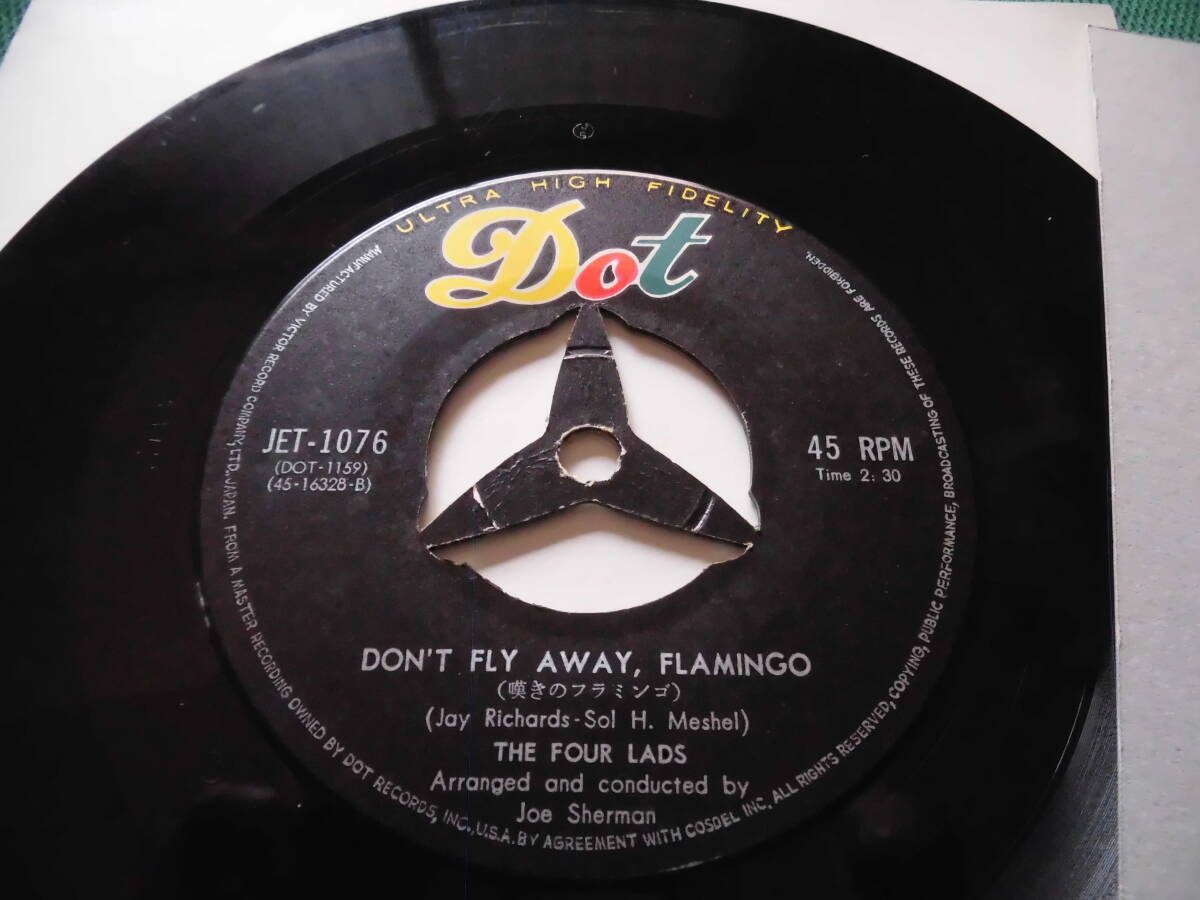 ULTRA HIGH FIDELITY
Dot
JET-1076
(DOT-1159)
(45-16328-B)
45 RPM
Time 2:30
DON'T FLY AWAY, FLAMINGO
(嘆きのフラミンゴ)
(Jay Richards-Sol H. Meshel)
THE FOUR LADS
Arranged and conducted by
Joe Sherman
MANUFACTURED BY VICTOR RECORD COMPANY, LTD. JAPAN. FROM A MASTER RECORDING OWNED BY DOT RECORDS, INC., U.S.A. BY AGREEMENT WITH COSDEL INC. ALL RIGHTS RESERVED, COPYING, PUBLIC PERFORMANCE, BROADCASTING OF THESE RECORDS ARE FORBIDDEN.